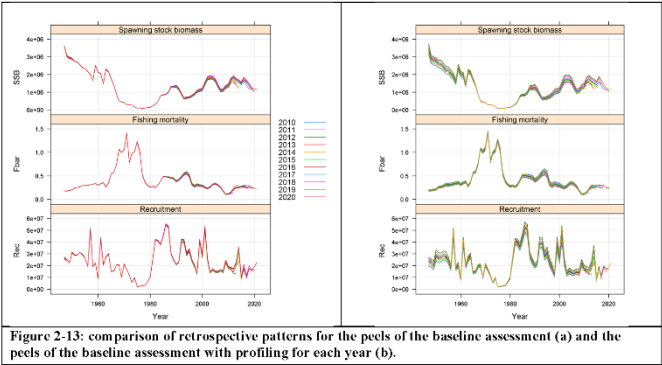 Spawning stock biomass
4e+06
3e+06
2e+06
1e+06
0e+00
SSB
Fishing mortality
1.5
1.0
0.5
0.0
Fbar
Recruitment
6e+07
5e+07
4e+07
3e+07
2e+07
1e+07
0e+00
Rec
1960
1980
2000
2020
Year
2010
2011
2012
2013
2014
2015
2016
2017
2018
2019
2020
Spawning stock biomass
4e+06
3e+06
2e+06
1e+06
0e+00
SSB
Fishing mortality
1.5
1.0
0.5
0.0
Fbar
Recruitment
6e+07
5e+07
4e+07
3e+07
2e+07
1e+07
0e+00
Rec
1960
1980
2000
2020
Year
Figure 2-13: comparison of retrospective patterns for the peels of the baseline assessment (a) and the
peels of the baseline assessment with profiling for each year (b).